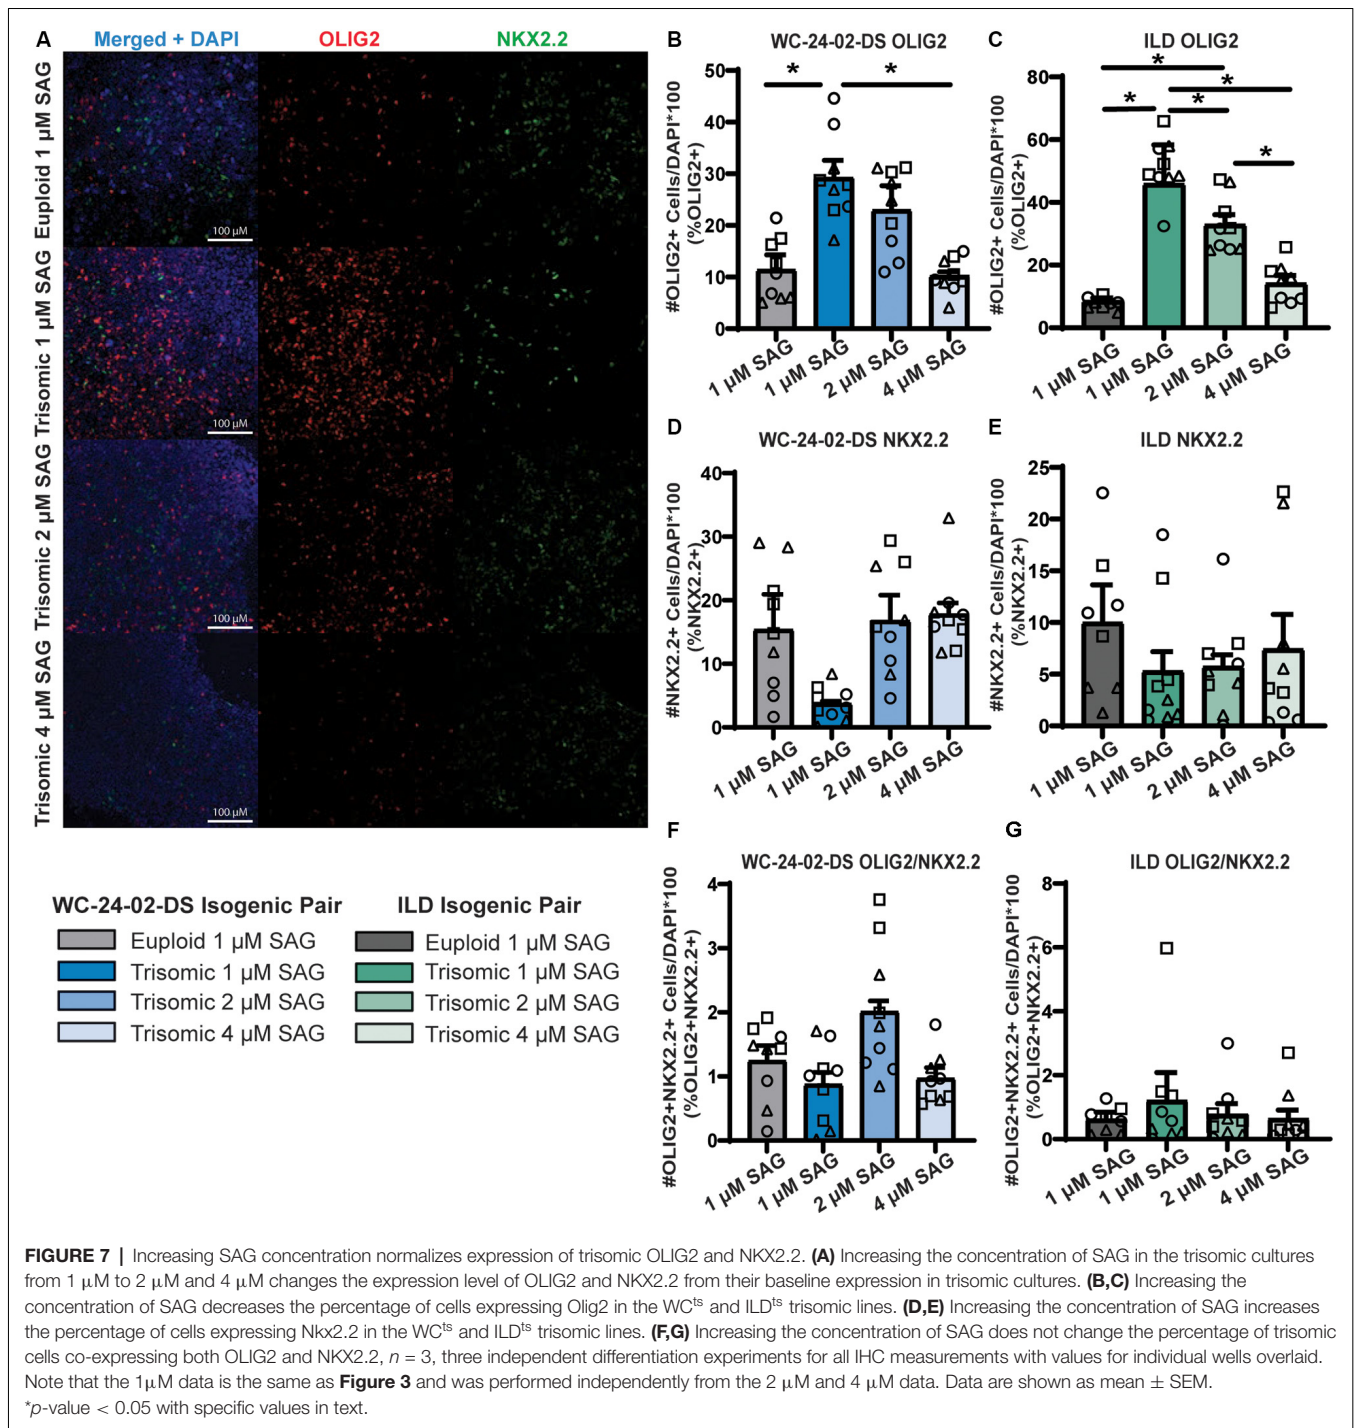 A
Merged + DAPI
OLIG2
NKX2.2
Euploid 1 µM SAG
100 µM
Trisomic 1 µM SAG
100 µM
Trisomic 2 µM SAG
100 µM
Trisomic 4 µM SAG
100 µM
B
WC-24-02-DS OLIG2
#OLIG2+ Cells/DAPI*100
(%OLIG2+)
50
40
30
20
10
0
* *
1 µM SAG
1 µM SAG
2 µM SAG
4 µM SAG
C
ILD OLIG2
#OLIG2+ Cells/DAPI*100
(%OLIG2+)
80
60
40
20
0
*
*
* *
*
1 µM SAG
1 µM SAG
2 µM SAG
4 µM SAG
D
WC-24-02-DS NKX2.2
#NKX2.2+ Cells/DAPI*100
(%NKX2.2+)
40
30
20
10
0
1 µM SAG
1 µM SAG
2 µM SAG
4 µM SAG
E
ILD NKX2.2
#NKX2.2+ Cells/DAPI*100
(%NKX2.2+)
25
20
15
10
5
0
1 µM SAG
1 µM SAG
2 µM SAG
4 µM SAG
F
WC-24-02-DS OLIG2/NKX2.2
#OLIG2+NKX2.2+ Cells/DAPI*100
(%OLIG2+NKX2.2+)
4
3
2
1
0
1 µM SAG
1 µM SAG
2 µM SAG
4 µM SAG
G
ILD OLIG2/NKX2.2
#OLIG2+NKX2.2+ Cells/DAPI*100
(%OLIG2+NKX2.2+)
8
6
4
2
0
1 µM SAG
1 µM SAG
2 µM SAG
4 µM SAG
WC-24-02-DS Isogenic Pair
Euploid 1 µM SAG
Trisomic 1 µM SAG
Trisomic 2 µM SAG
Trisomic 4 µM SAG
ILD Isogenic Pair
Euploid 1 µM SAG
Trisomic 1 µM SAG
Trisomic 2 µM SAG
Trisomic 4 µM SAG
FIGURE 7 | Increasing SAG concentration normalizes expression of trisomic OLIG2 and NKX2.2. (A) Increasing the concentration of SAG in the trisomic cultures
from 1 µM to 2 µM and 4 µM changes the expression level of OLIG2 and NKX2.2 from their baseline expression in trisomic cultures. (B,C) Increasing the
concentration of SAG decreases the percentage of cells expressing Olig2 in the WCts and ILDts trisomic lines. (D,E) Increasing the concentration of SAG increases
the percentage of cells expressing Nkx2.2 in the WCts and ILDts trisomic lines. (F,G) Increasing the concentration of SAG does not change the percentage of trisomic
cells co-expressing both OLIG2 and NKX2.2, n = 3, three independent differentiation experiments for all IHC measurements with values for individual wells overlaid.
Note that the 1µM data is the same as Figure 3 and was performed independently from the 2 µM and 4 µM data. Data are shown as mean ± SEM.
*p-value < 0.05 with specific values in text.